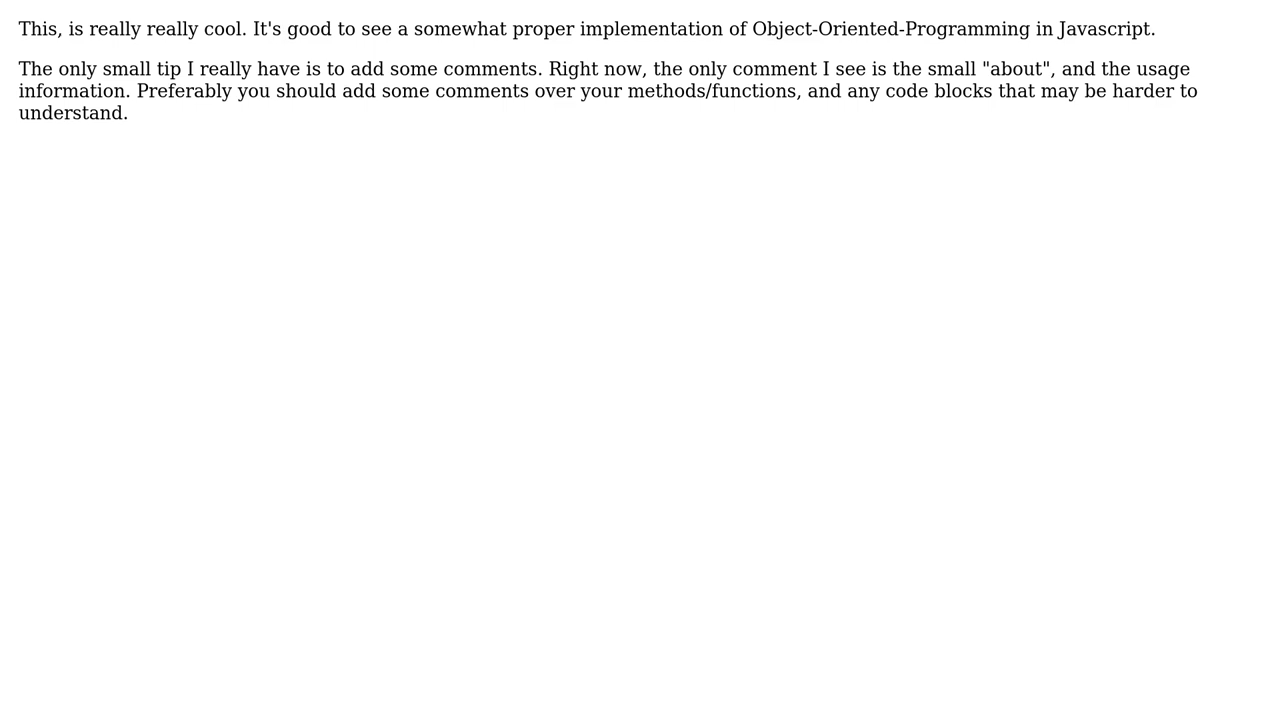 This, is really really cool. It's good to see a somewhat proper implementation of Object-Oriented-Programming in Javascript.
The only small tip I really have is to add some comments. Right now, the only comment I see is the small "about", and the usage
information. Preferably you should add some comments over your methods/functions, and any code blocks that may be harder to
understand.